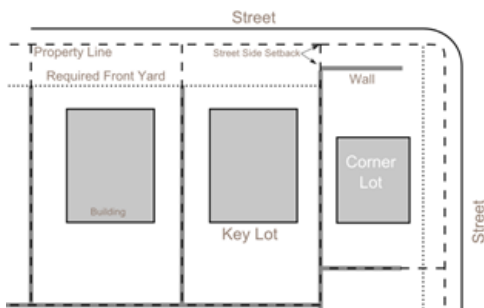 Street
Property Line
Street Side Setback
Required Front Yard
Wall
Corner
Lot
Building
Key Lot
Street